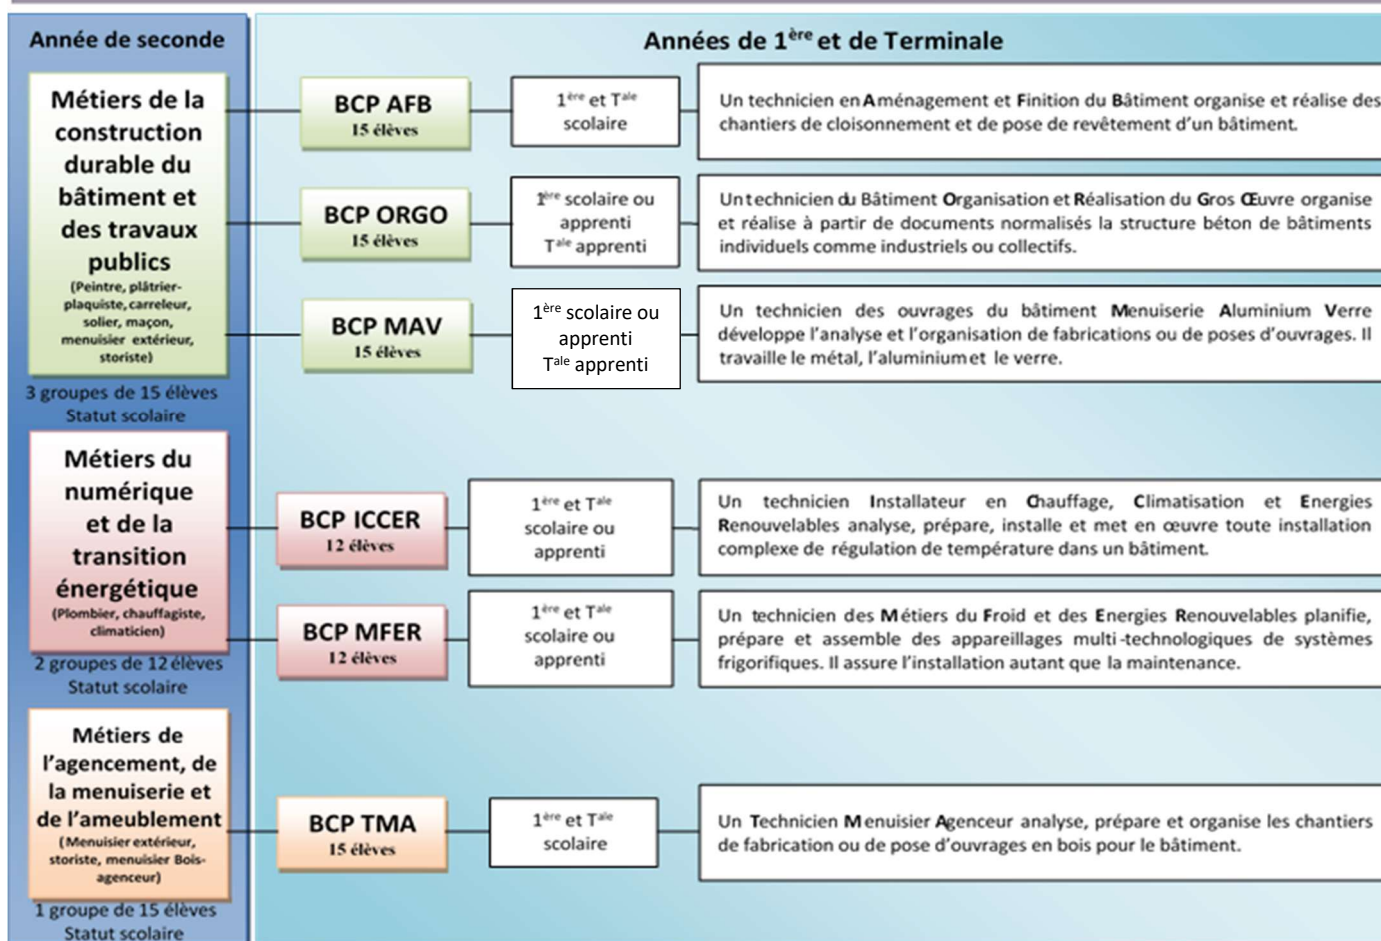 Année de seconde
Années de 1ère et de Terminale
Métiers de la
construction
durable du
bâtiment et
des travaux
publics
(Peintre, plâtrier-
plaquiste, carreleur,
solier, maçon,
menuisier extérieur,
storiste)
3 groupes de 15 élèves
Statut scolaire
BCP AFB
15 élèves
1ère et Tale
scolaire
Un technicien en Aménagement et Finition du Bâtiment organise et réalise des
chantiers de cloisonnement et de pose de revêtement d'un bâtiment.
BCP ORGO
15 élèves
1ère scolaire ou
apprenti
Tale apprenti
Un technicien du Bâtiment Organisation et Réalisation du Gros Œuvre organise
et réalise à partir de documents normalisés la structure béton de bâtiments
individuels comme industriels ou collectifs.
BCP MAV
15 élèves
1ère scolaire ou
apprenti
Tale apprenti
Un technicien des ouvrages du bâtiment Menuiserie Aluminium Verre
développe l'analyse et l'organisation de fabrications ou de poses d'ouvrages. Il
travaille le métal, l'aluminium et le verre.
Métiers du
numérique
et de la
transition
énergétique
(Plombier, chauffagiste,
climaticien)
2 groupes de 12 élèves
Statut scolaire
BCP ICCER
12 élèves
1ère et Tale
scolaire ou
apprenti
Un technicien Installateur en Chauffage, Climatisation et Energies
Renouvelables analyse, prépare, installe et met en œuvre toute installation
complexe de régulation de température dans un bâtiment.
BCP MFER
12 élèves
1ère et Tale
scolaire ou
apprenti
Un technicien des Métiers du Froid et des Energies Renouvelables planifie,
prépare et assemble des appareillages multi-technologiques de systèmes
frigorifiques. Il assure l'installation autant que la maintenance.
Métiers de
l'agencement, de
la menuiserie et
de l'ameublement
(Menuisier extérieur,
storiste, menuisier Bois-
agenceur)
1 groupe de 15 élèves
Statut scolaire
BCP TMA
15 élèves
1ère et Tale
scolaire
Un Technicien Menuisier Agenceur analyse, prépare et organise les chantiers
de fabrication ou de pose d'ouvrages en bois pour le bâtiment.